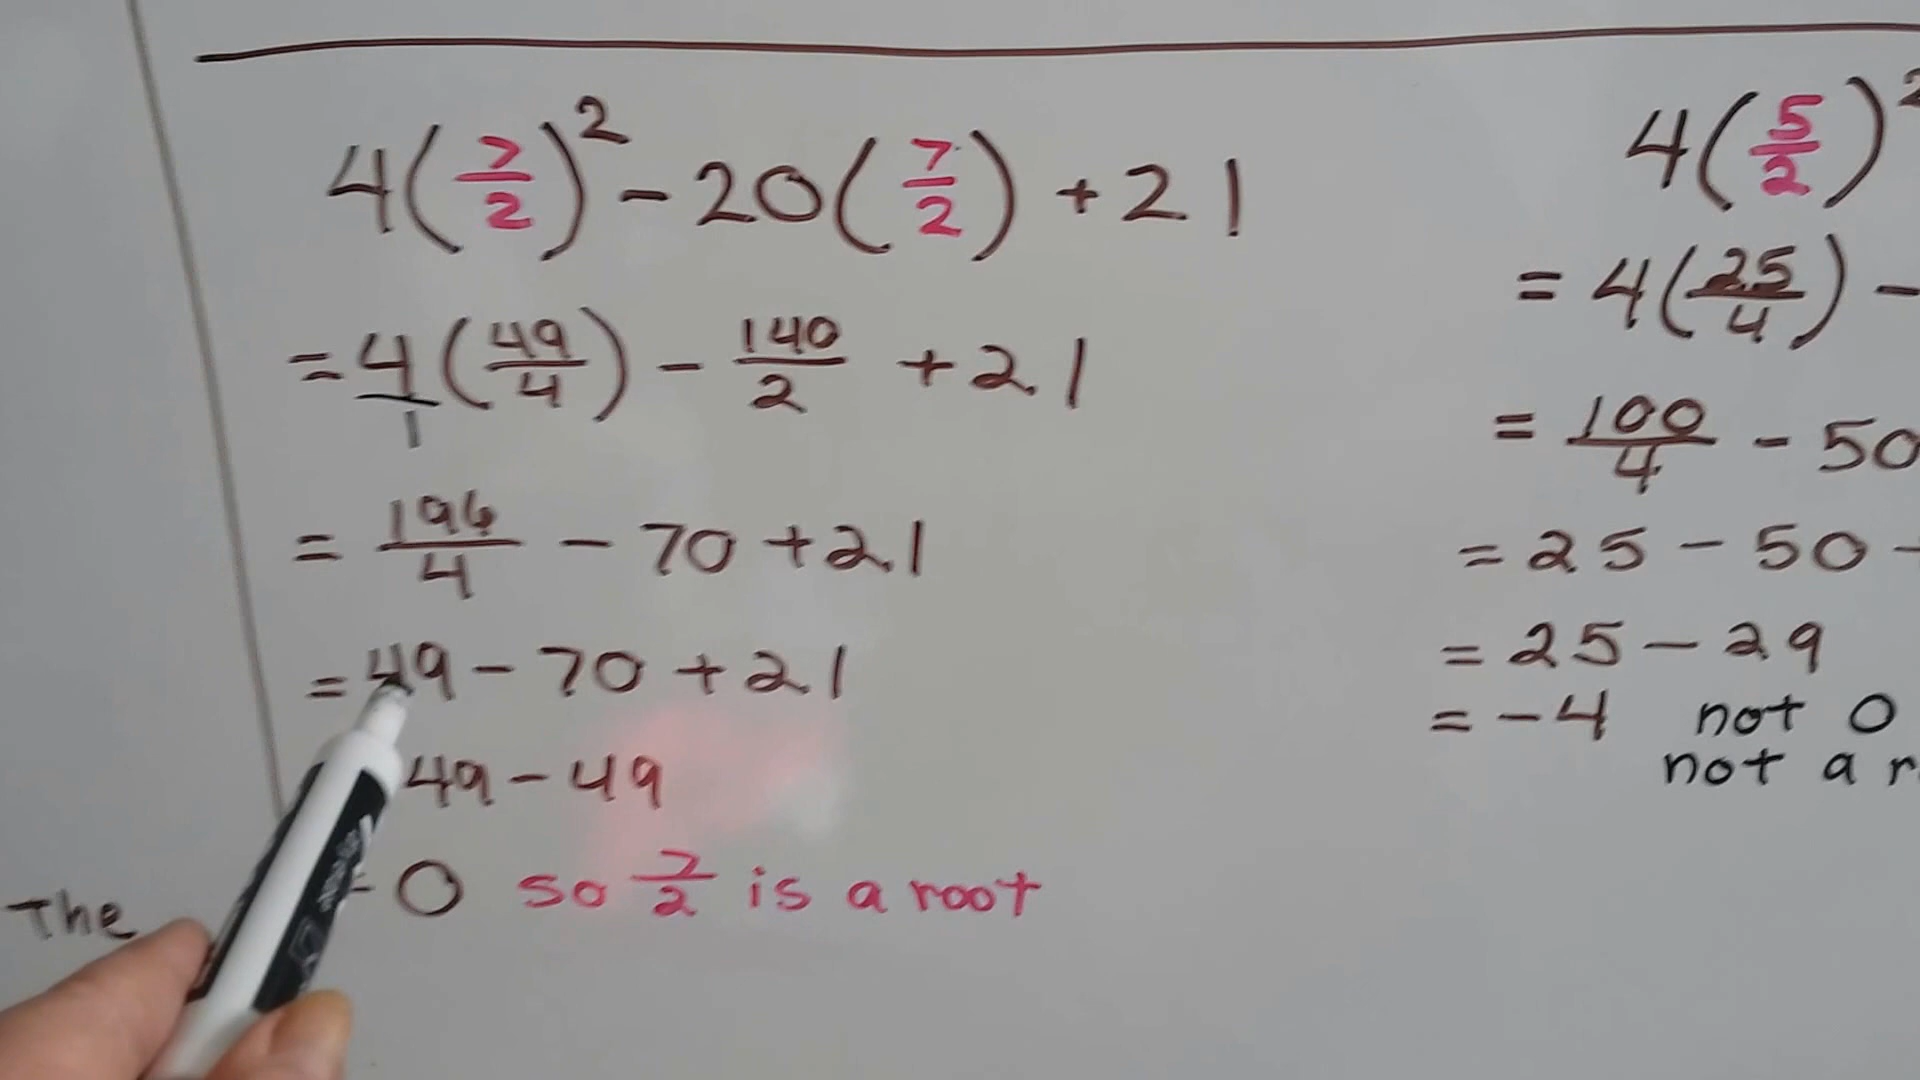 4(7/2)² - 20(7/2) + 21
= 4/1 (49/4) - 140/2 + 21
= 196/4 - 70 + 21
= 49 - 70 + 21
49 - 49
= 0 so 7/2 is a root
The
4(5/2)²
= 4(25/4) -
= 100/4 - 50
= 25 - 50 -
= 25 - 29
= -4 not 0
not a r